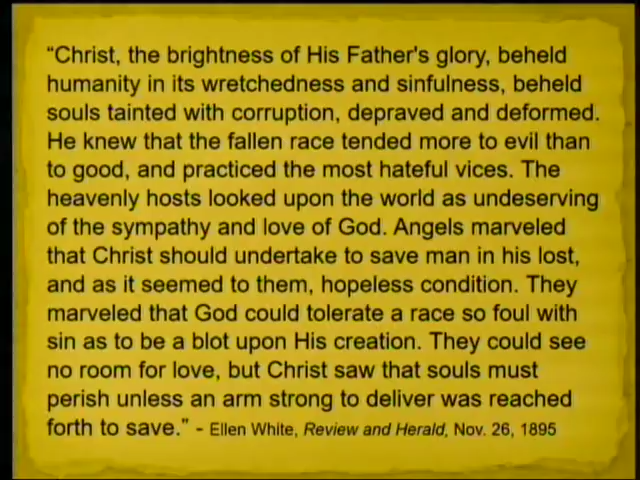 “Christ, the brightness of His Father's glory, beheld
humanity in its wretchedness and sinfulness, beheld
souls tainted with corruption, depraved and deformed.
He knew that the fallen race tended more to evil than
to good, and practiced the most hateful vices. The
heavenly hosts looked upon the world as undeserving
of the sympathy and love of God. Angels marveled
that Christ should undertake to save man in his lost,
and as it seemed to them, hopeless condition. They
marveled that God could tolerate a race so foul with
sin as to be a blot upon His creation. They could see
no room for love, but Christ saw that souls must
perish unless an arm strong to deliver was reached
forth to save.” - Ellen White, Review and Herald, Nov. 26, 1895